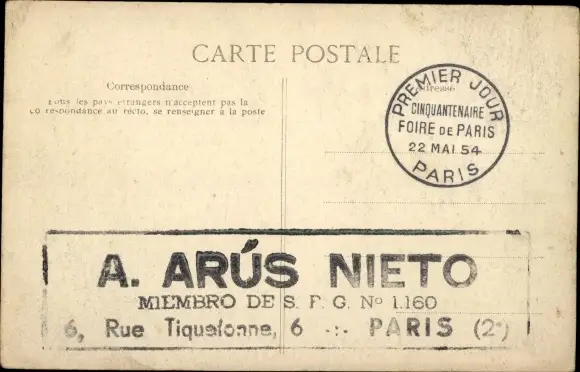 CARTE POSTALE
Correspondance
Tous les pays étrangers n'acceptent pas la
correspondance au recto, se renseigner à la poste
Adresse
PREMIER JOUR
CINQUANTENAIRE
FOIRE DE PARIS
22 MAI 54
PARIS
A. ARÚS NIETO
MIEMBRO DE S. F. G. Nº 1.160
6, Rue Tiquetonne, 6 -:- PARIS (2º)